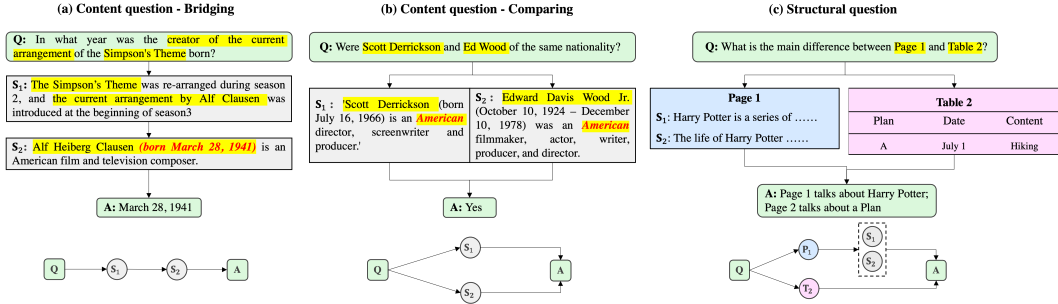 (a) Content question - Bridging
Q: In what year was the creator of the current
arrangement of the Simpson's Theme born?
S1: The Simpson's Theme was re-arranged during season
2, and the current arrangement by Alf Clausen was
introduced at the beginning of season3
S2: Alf Heiberg Clausen (born March 28, 1941) is an
American film and television composer.
A: March 28, 1941
Q
S1
S2
A
(b) Content question - Comparing
Q: Were Scott Derrickson and Ed Wood of the same nationality?
S1: 'Scott Derrickson (born
July 16, 1966) is an American
director, screenwriter and
producer.'
S2: Edward Davis Wood Jr.
(October 10, 1924 – December
10, 1978) was an American
filmmaker, actor, writer,
producer, and director.
A: Yes
Q
S1
S2
A
(c) Structural question
Q: What is the main difference between Page 1 and Table 2?
Page 1
S1: Harry Potter is a series of ......
S2: The life of Harry Potter ......
Table 2
Plan Date Content
A July 1 Hiking
A: Page 1 talks about Harry Potter;
Page 2 talks about a Plan
Q
P1
S1
S2
T2
A